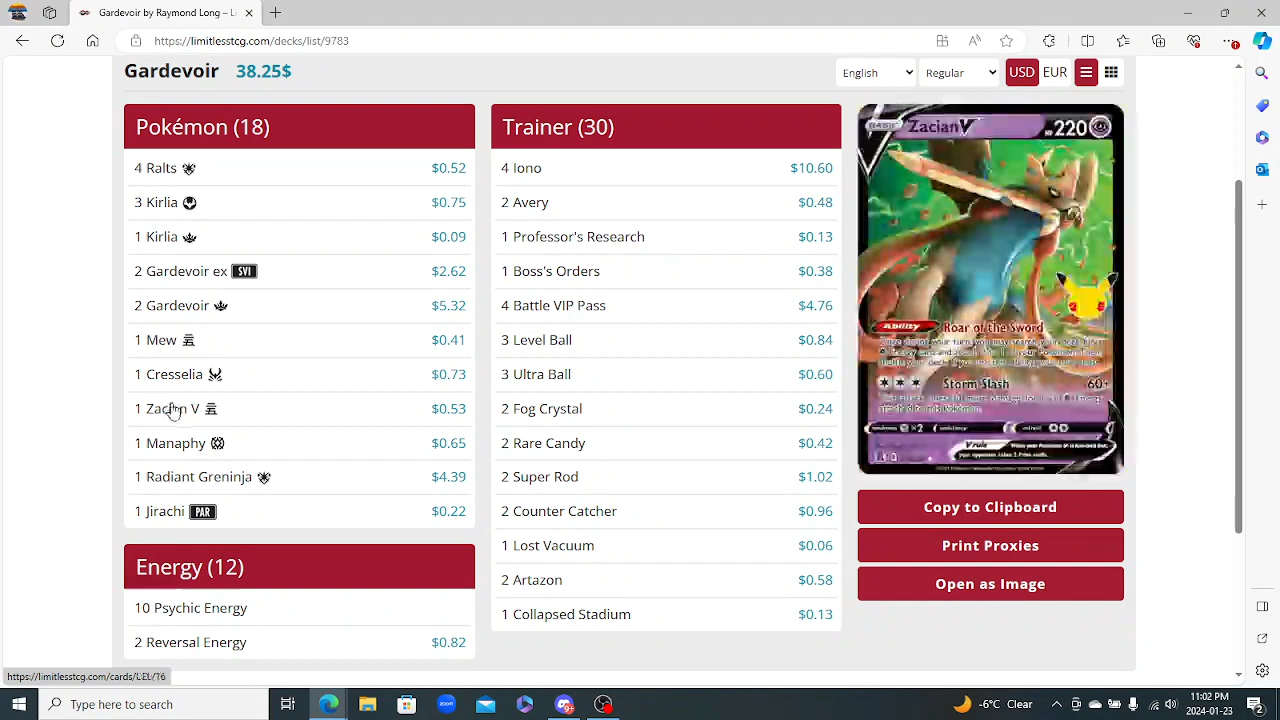 Gardevoir by Raymond Long – Li
https://limitlesstcg.com/decks/list/9783
Gardevoir 38.25$
English
Regular
USD
EUR
Pokémon (18)
4 Ralts $0.52
3 Kirlia $0.75
1 Kirlia $0.09
2 Gardevoir ex SVI $2.62
2 Gardevoir $5.32
1 Mew $0.41
1 Cresselia $0.73
1 Zacian V $0.53
1 Manaphy $0.65
1 Radiant Greninja $4.39
1 Jirachi PAR $0.22
Energy (12)
10 Psychic Energy
2 Reversal Energy $0.82
Trainer (30)
4 Iono $10.60
2 Avery $0.48
1 Professor's Research $0.13
1 Boss's Orders $0.38
4 Battle VIP Pass $4.76
3 Level Ball $0.84
3 Ultra Ball $0.60
2 Fog Crystal $0.24
2 Rare Candy $0.42
2 Super Rod $1.02
2 Counter Catcher $0.96
1 Lost Vacuum $0.06
2 Artazon $0.58
1 Collapsed Stadium $0.13
BASIC Zacian V HP 220
Ability Roar of the Sword
Storm Slash 60+
V rule
Copy to Clipboard
Print Proxies
Open as Image
https://limitlesstcg.com/cards/CEL/16
Type here to search
zoom
-5°C Clear
11:02 PM
2024-01-23